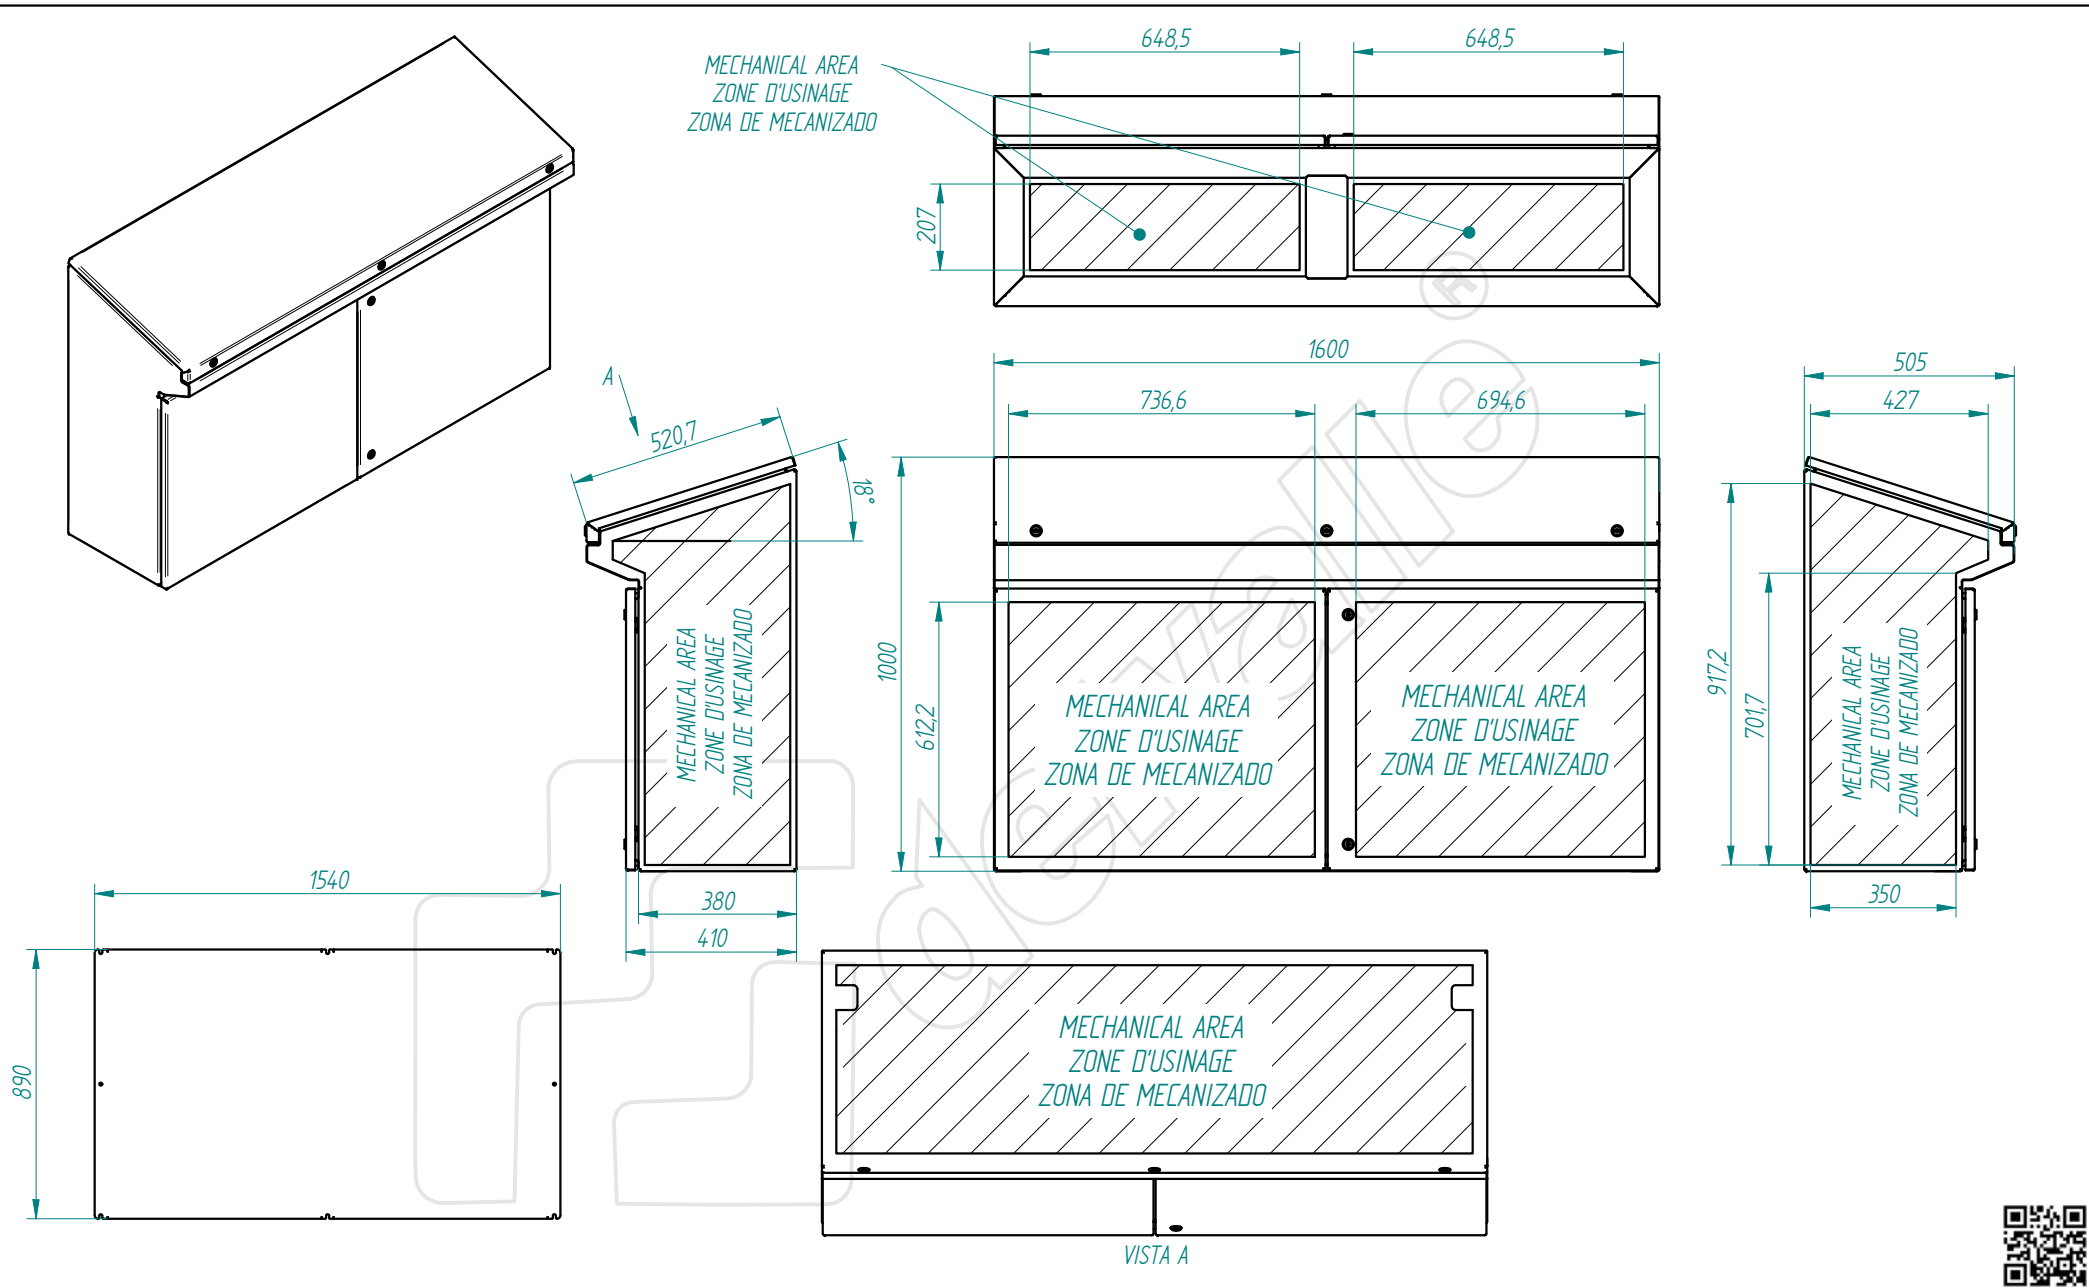 648,5
648,5
MECHANICAL AREA
ZONE D'USINAGE
ZONA DE MECANIZADO
207
1600
736,6
694,6
505
427
A
520,7
18°
1000
612,2
MECHANICAL AREA
ZONE D'USINAGE
ZONA DE MECANIZADO
MECHANICAL AREA
ZONE D'USINAGE
ZONA DE MECANIZADO
MECHANICAL AREA
ZONE D'USINAGE
ZONA DE MECANIZADO
917,2
701,7
MECHANICAL AREA
ZONE D'USINAGE
ZONA DE MECANIZADO
380
410
350
1540
890
MECHANICAL AREA
ZONE D'USINAGE
ZONA DE MECANIZADO
VISTA A
delvalle®